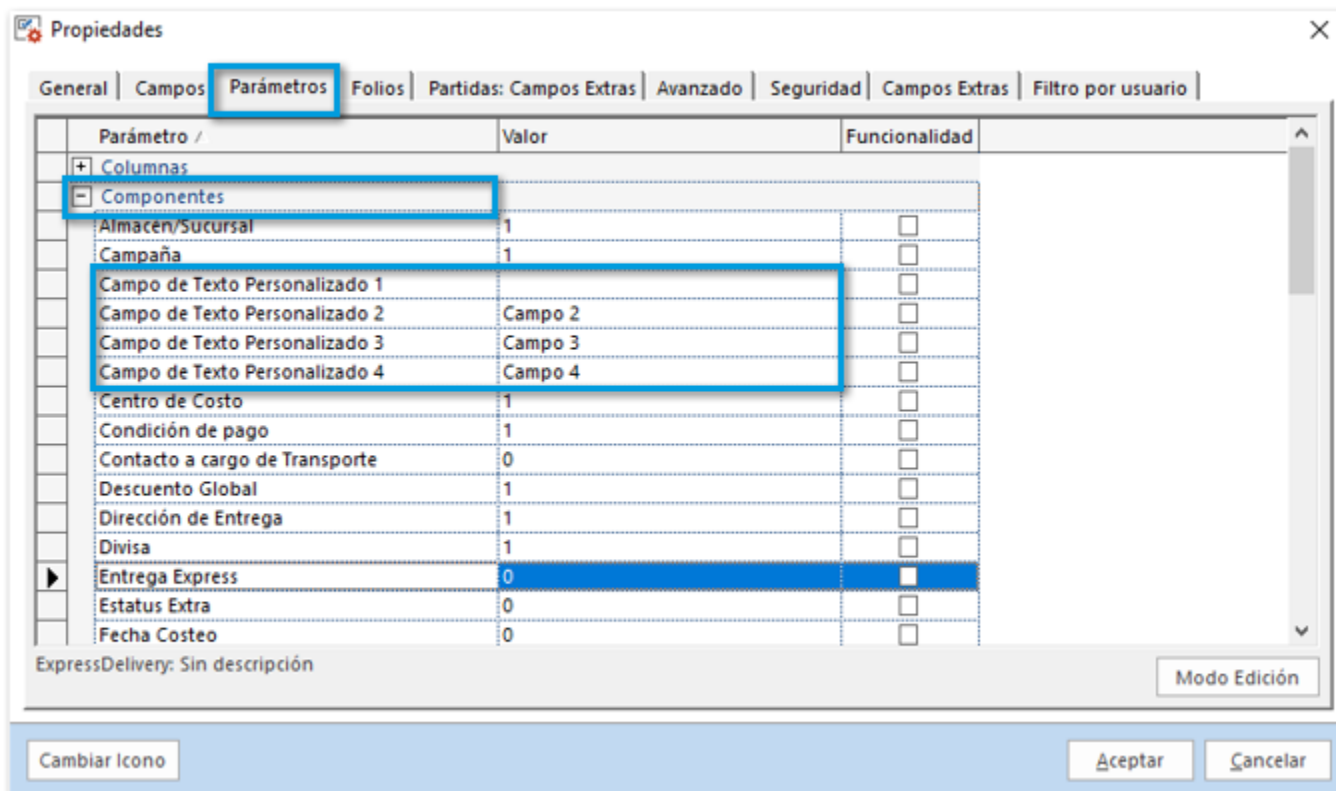 Propiedades
General Campos Parámetros Folios Partidas: Campos Extras Avanzado Seguridad Campos Extras Filtro por usuario
Parámetro Valor Funcionalidad
Columnas
Componentes
Almacén/Sucursal 1
Campaña 1
Campo de Texto Personalizado 1
Campo de Texto Personalizado 2 Campo 2
Campo de Texto Personalizado 3 Campo 3
Campo de Texto Personalizado 4 Campo 4
Centro de Costo 1
Condición de pago 1
Contacto a cargo de Transporte 0
Descuento Global 1
Dirección de Entrega 1
Divisa 1
Entrega Express 0
Estatus Extra 0
Fecha Costeo 0
ExpressDelivery: Sin descripción
Modo Edición
Cambiar Icono Aceptar Cancelar